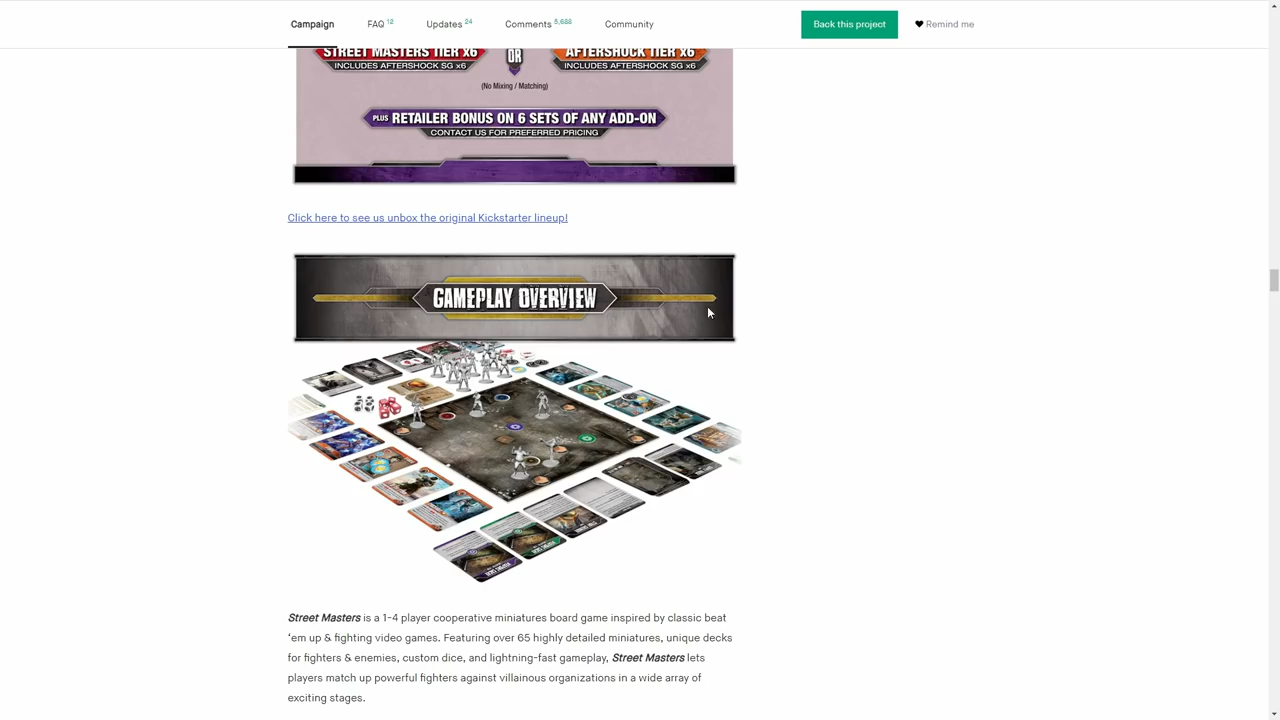 Campaign
FAQ 12
Updates 24
Comments 5,688
Community
Back this project
Remind me
STREET MASTERS TIER X6
INCLUDES AFTERSHOCK SG x6
OR
AFTERSHOCK TIER X6
INCLUDES AFTERSHOCK SG x6
(No Mixing / Matching)
PLUS RETAILER BONUS ON 6 SETS OF ANY ADD-ON
CONTACT US FOR PREFERRED PRICING
Click here to see us unbox the original Kickstarter lineup!
GAMEPLAY OVERVIEW
Street Masters is a 1-4 player cooperative miniatures board game inspired by classic beat
'em up & fighting video games. Featuring over 65 highly detailed miniatures, unique decks
for fighters & enemies, custom dice, and lightning-fast gameplay, Street Masters lets
players match up powerful fighters against villainous organizations in a wide array of
exciting stages.